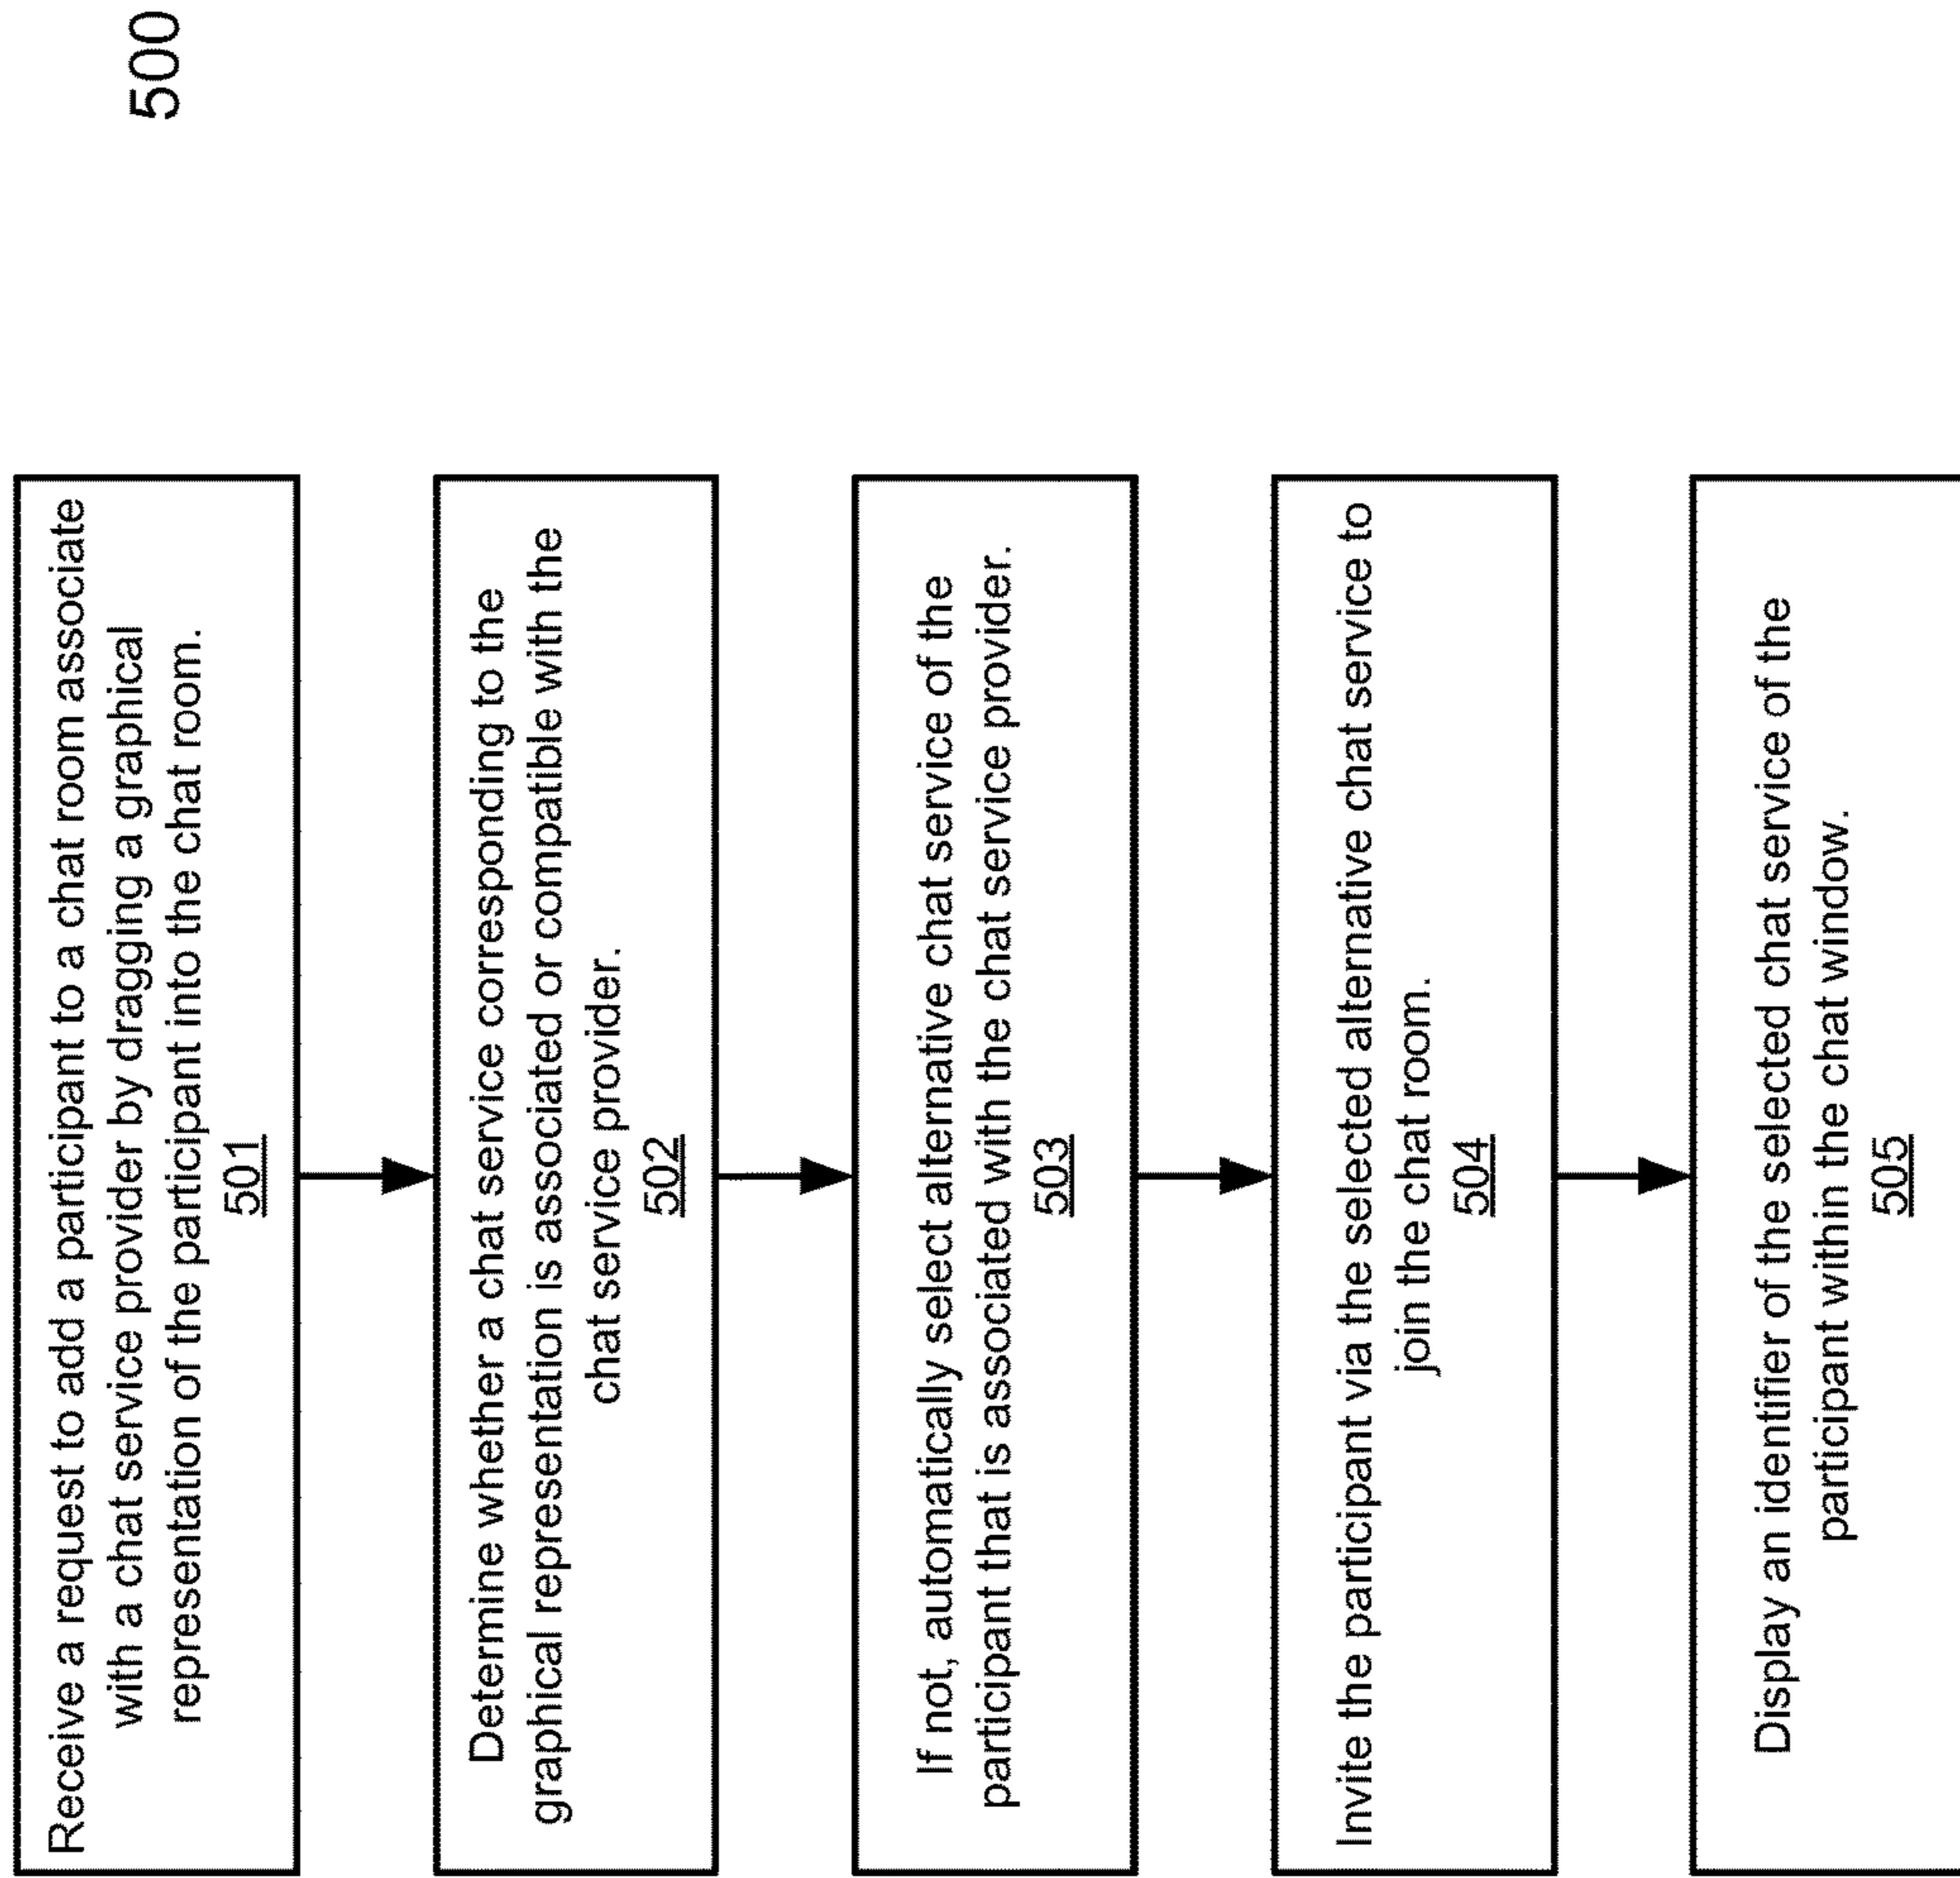 500
Receive a request to add a participant to a chat room associate
with a chat service provider by dragging a graphical
representation of the participant into the chat room.
501
Determine whether a chat service corresponding to the
graphical representation is associated or compatible with the
chat service provider.
502
If not, automatically select alternative chat service of the
participant that is associated with the chat service provider.
503
Invite the participant via the selected alternative chat service to
join the chat room.
504
Display an identifier of the selected chat service of the
participant within the chat window.
505